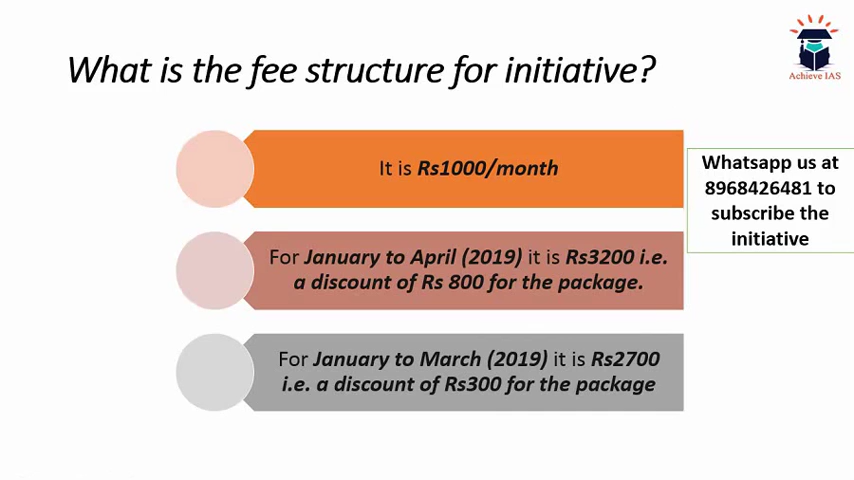 What is the fee structure for initiative?
Achieve IAS
It is Rs1000/month
Whatsapp us at
8968426481 to
subscribe the
initiative
For January to April (2019) it is Rs3200 i.e.
a discount of Rs 800 for the package.
For January to March (2019) it is Rs2700
i.e. a discount of Rs300 for the package